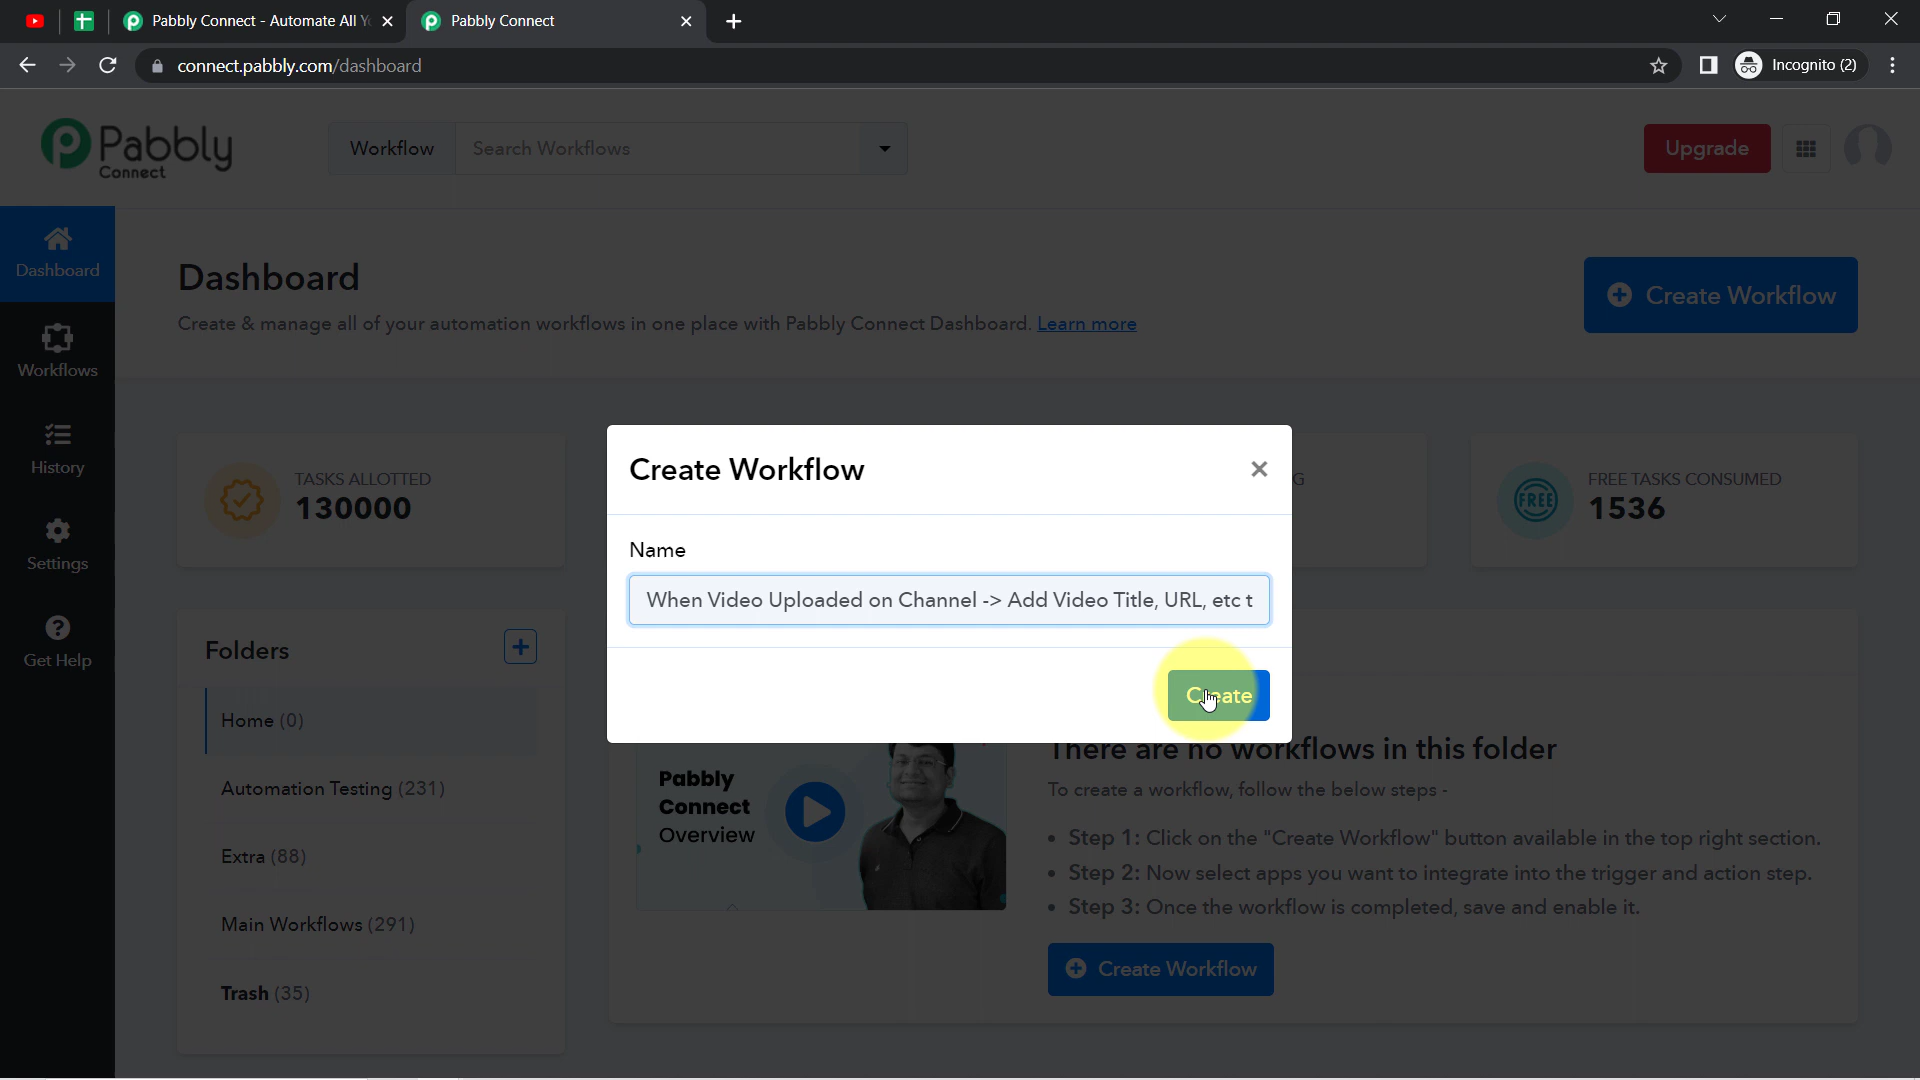 Pabbly Connect - Automate All Y
Pabbly Connect
connect.pabbly.com/dashboard
Incognito (2)
Pabbly
Connect
Workflow
Search Workflows
Upgrade
Dashboard
Workflows
History
Settings
Get Help
Dashboard
Create & manage all of your automation workflows in one place with Pabbly Connect Dashboard. Learn more
Create Workflow
TASKS ALLOTTED
130000
G
FREE
FREE TASKS CONSUMED
1536
Create Workflow
Name
When Video Uploaded on Channel -> Add Video Title, URL, etc t
Create
Folders
Home (0)
Automation Testing (231)
Extra (88)
Main Workflows (291)
Trash (35)
Pabbly
Connect
Overview
There are no workflows in this folder
To create a workflow, follow the below steps -
• Step 1: Click on the "Create Workflow" button available in the top right section.
• Step 2: Now select apps you want to integrate into the trigger and action step.
• Step 3: Once the workflow is completed, save and enable it.
Create Workflow